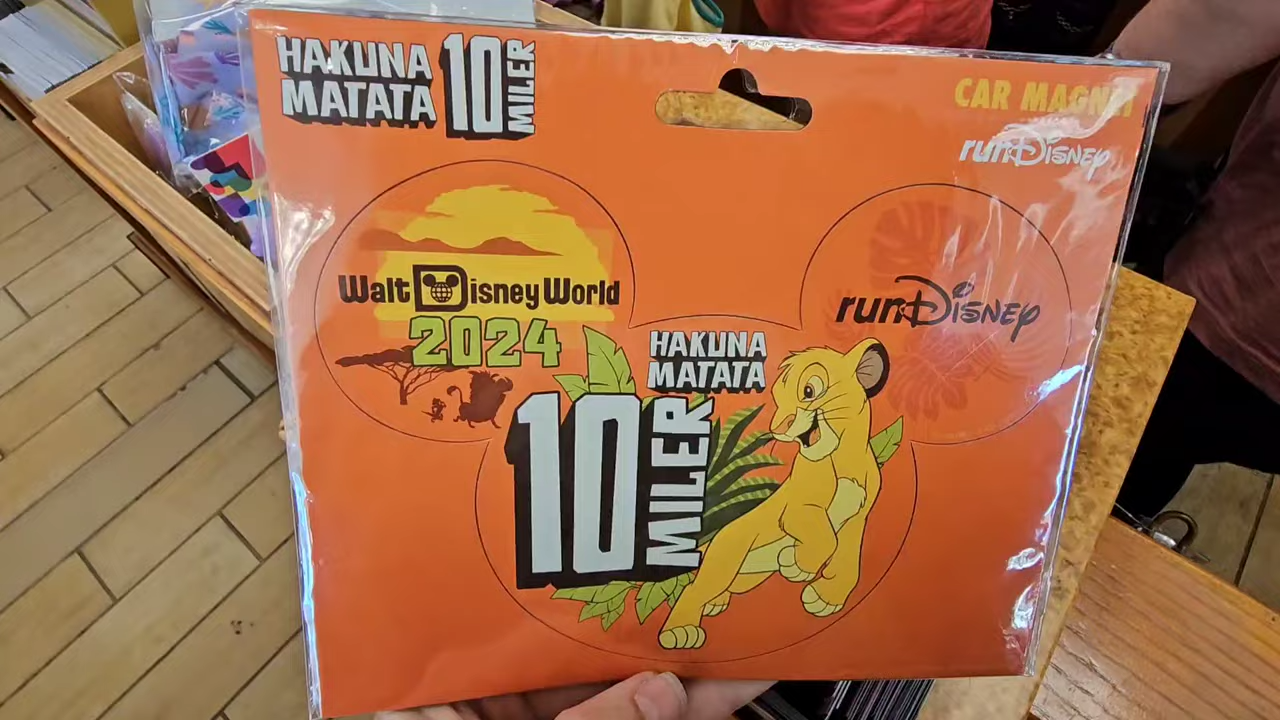 HAKUNA
MATATA
10
MILER
CAR MAGNET
runDisney
Walt Disney World
2024
runDisney
HAKUNA
MATATA
10
MILER